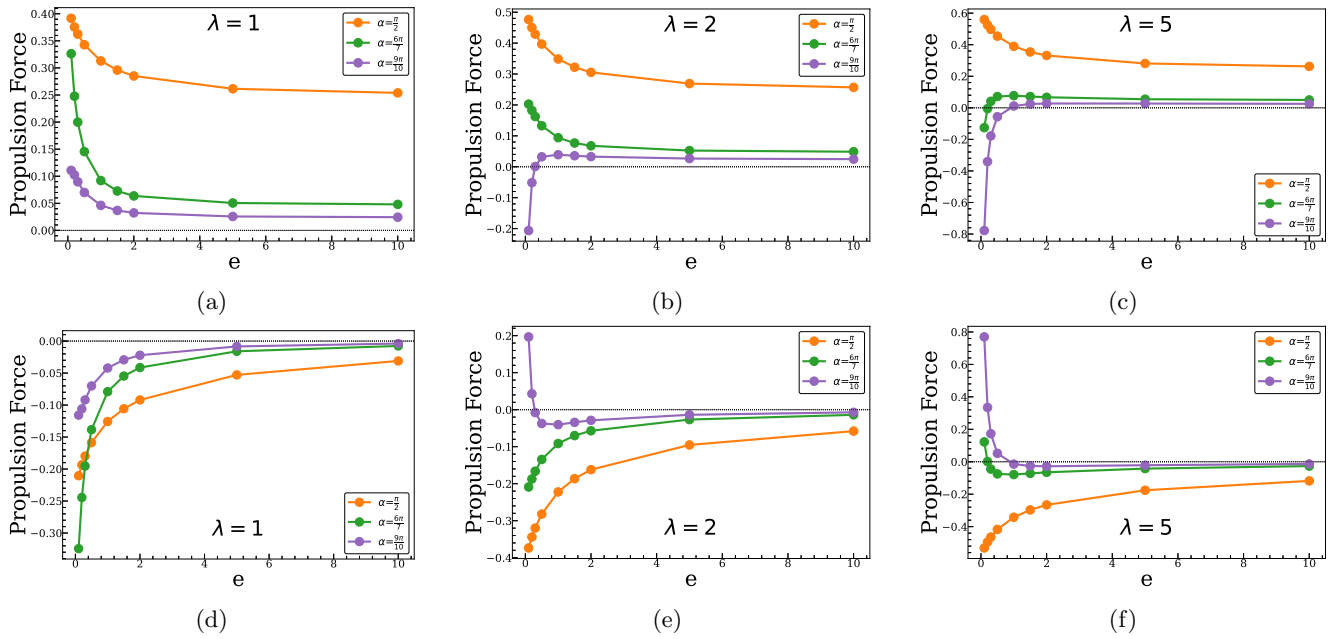 λ = 1
Propulsion Force
0.40
0.35
0.30
0.25
0.20
0.15
0.10
0.05
0.00
α=π/2
α=6π/7
α=9π/10
0 2 4 6 8 10
e
(a)
λ = 2
Propulsion Force
0.5
0.4
0.3
0.2
0.1
0.0
−0.1
−0.2
α=π/2
α=6π/7
α=9π/10
0 2 4 6 8 10
e
(b)
λ = 5
Propulsion Force
0.6
0.4
0.2
0.0
−0.2
−0.4
−0.6
−0.8
α=π/2
α=6π/7
α=9π/10
0 2 4 6 8 10
e
(c)
Propulsion Force
0.00
−0.05
−0.10
−0.15
−0.20
−0.25
−0.30
λ = 1
α=π/2
α=6π/7
α=9π/10
0 2 4 6 8 10
e
(d)
Propulsion Force
0.2
0.1
0.0
−0.1
−0.2
−0.3
−0.4
α=π/2
α=6π/7
α=9π/10
λ = 2
0 2 4 6 8 10
e
(e)
Propulsion Force
0.8
0.6
0.4
0.2
0.0
−0.2
−0.4
α=π/2
α=6π/7
α=9π/10
λ = 5
0 2 4 6 8 10
e
(f)